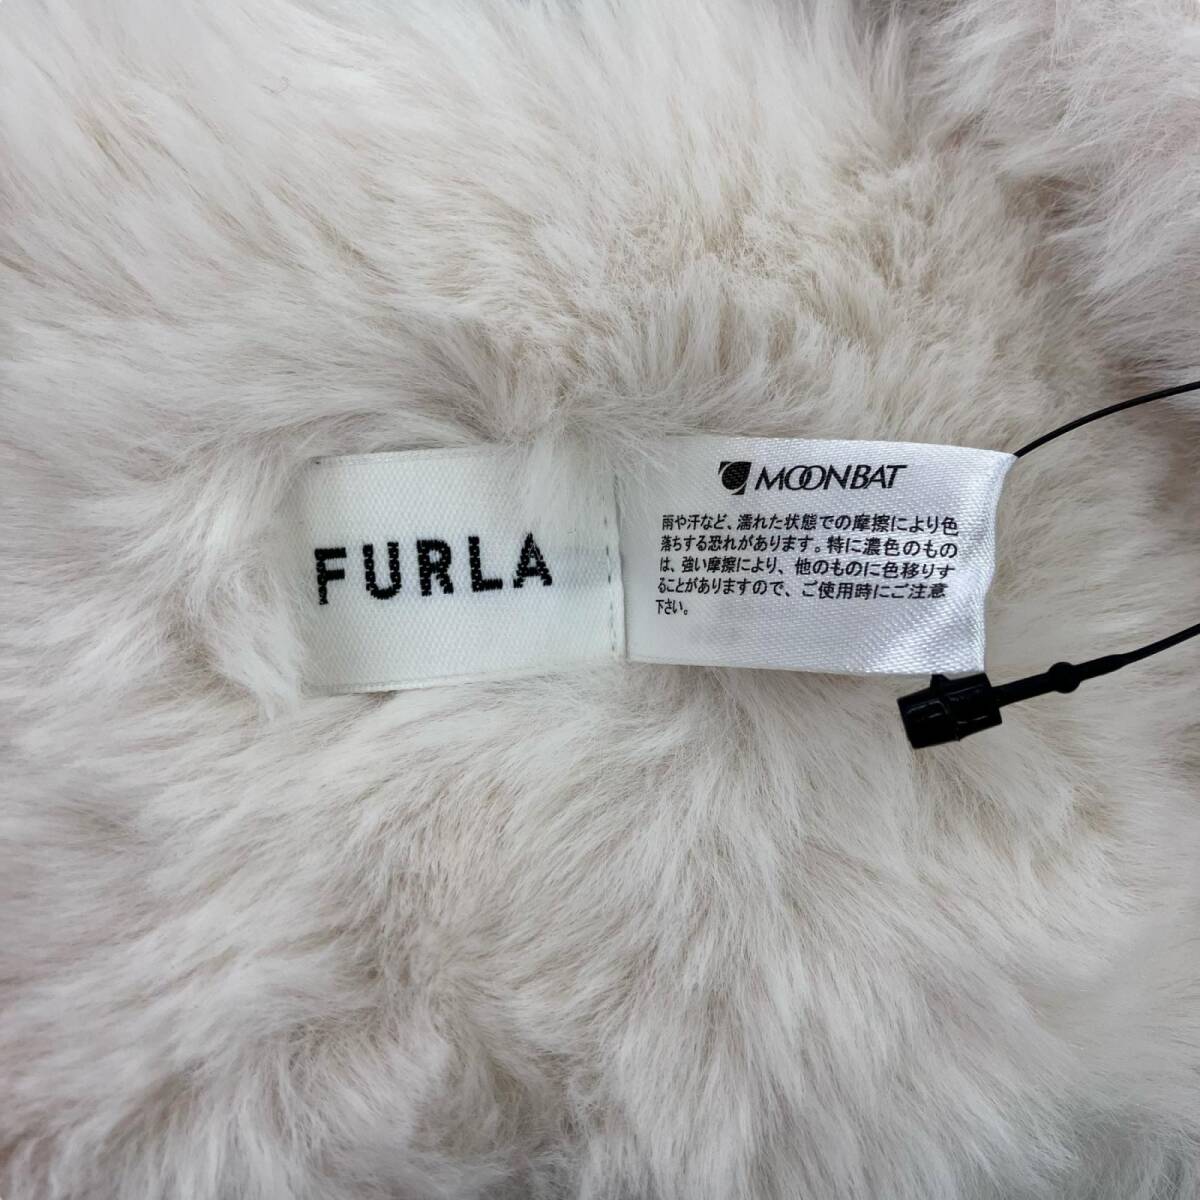 FURLA
MOONBAT
雨や汗など、濡れた状態での摩擦により色
落ちする恐れがあります。特に濃色のもの
は、強い摩擦により、他のものに色移りす
ることがありますので、ご使用時にご注意
下さい。